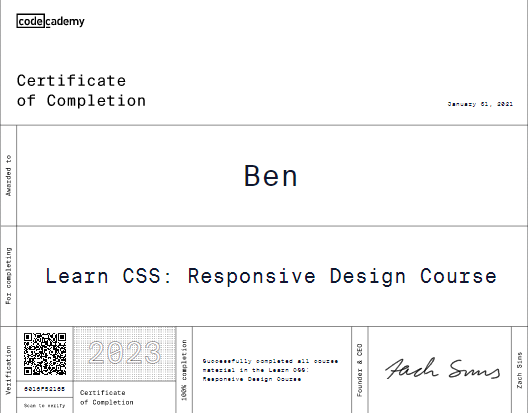 codecademy
Certificate
of Completion
January 61, 2021
Awarded to
Ben
For completing
Learn CSS: Responsive Design Course
Verification
6016F52165
Scan to verify
2023
Certificate
of Completion
100% completion
Successfully completed all course
material in the Learn CSS:
Responsive Design Course
Founder & CEO
Zach Sims
Zach Sims